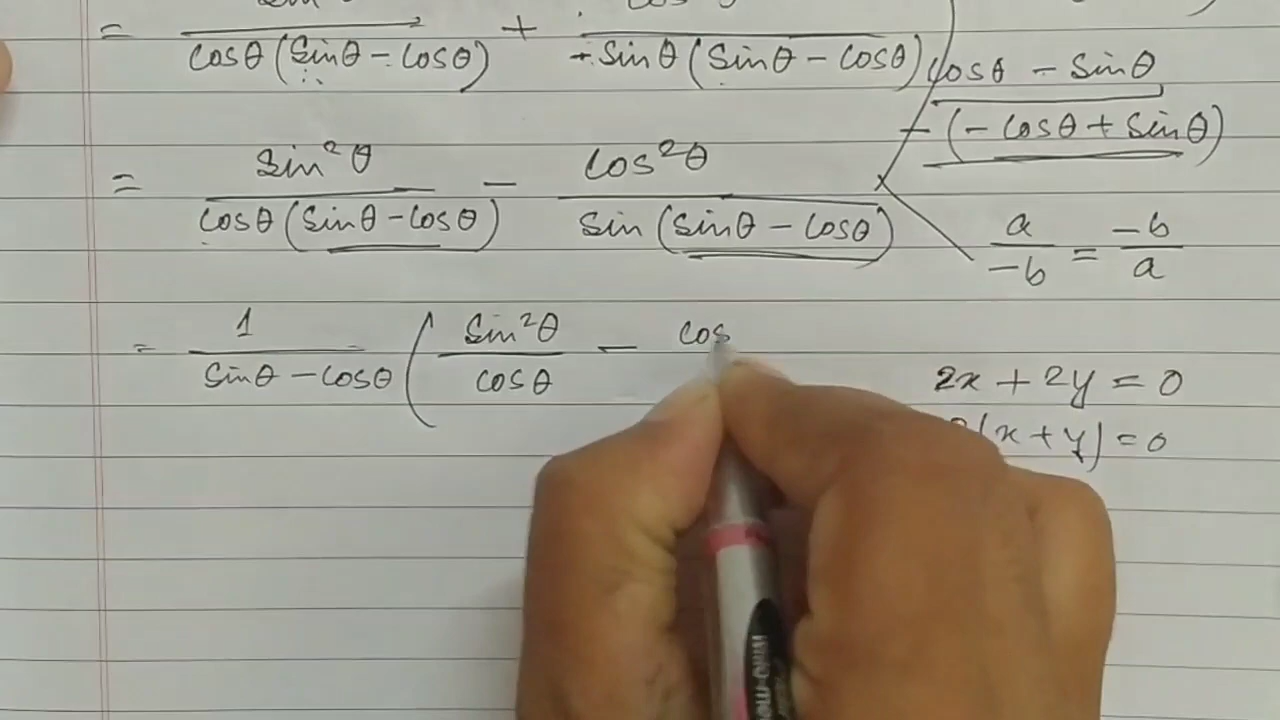 = cosθ (sinθ - cosθ) + -sinθ (sinθ - cosθ)
cosθ - sinθ
- (- cosθ + sinθ)
= sin²θ / cosθ (sinθ - cosθ) - cos²θ / sin (sinθ - cosθ)
a / -b = -b / a
= 1 / sinθ - cosθ ( sin²θ / cosθ - cos
2x + 2y = 0
(x + y) = 0